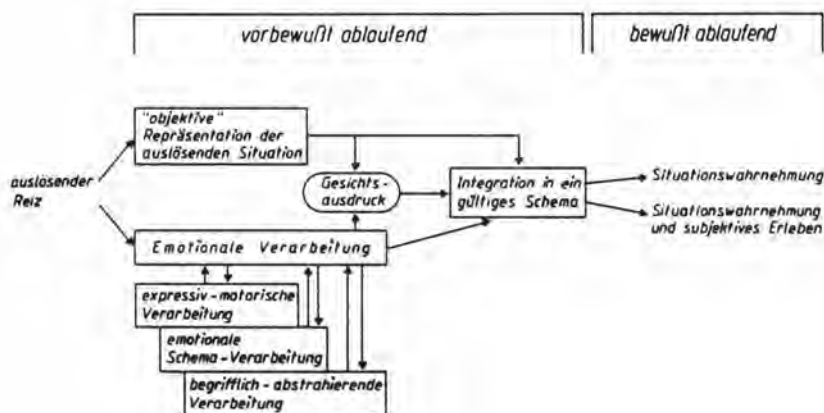 vorbewußt ablaufend
bewußt ablaufend
"objektive"
Repräsentation der
auslösenden Situation
auslösender
Reiz
Gesichts-
ausdruck
Integration in ein
gültiges Schema
Situationswahrnehmung
Situationswahrnehmung
und subjektives Erleben
Emotionale Verarbeitung
expressiv-motorische
Verarbeitung
emotionale
Schema-Verarbeitung
begrifflich-abstrahierende
Verarbeitung